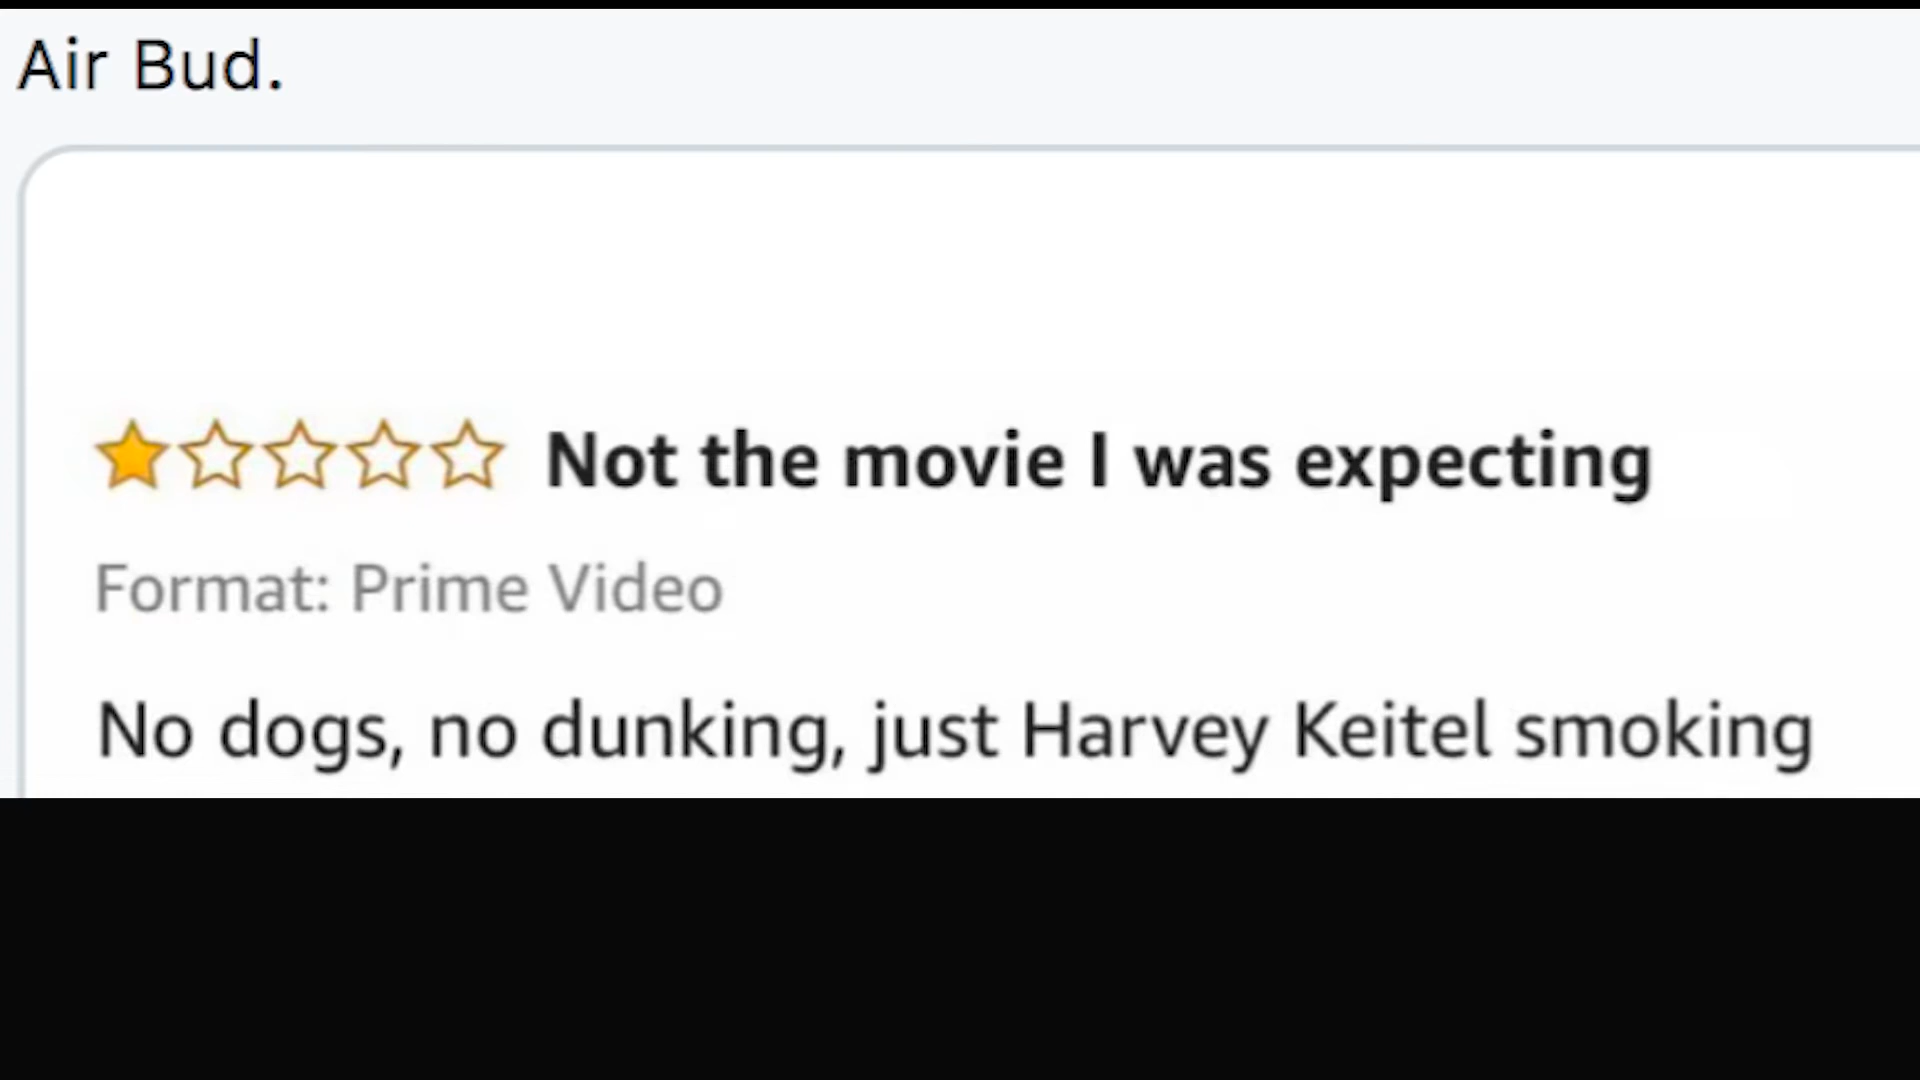 Air Bud.
Not the movie I was expecting
Format: Prime Video
No dogs, no dunking, just Harvey Keitel smoking